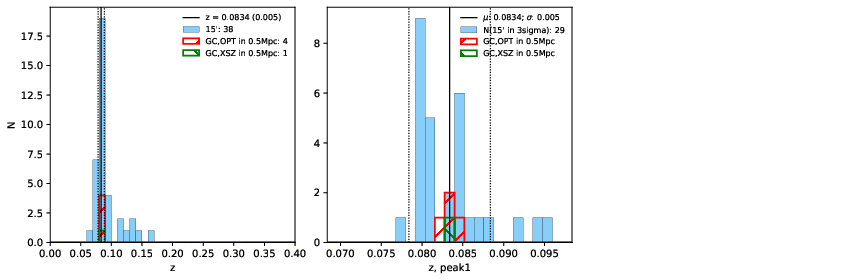 z = 0.0834 (0.005)
15': 38
GC,OPT in 0.5Mpc: 4
GC,XSZ in 0.5Mpc: 1
17.5
15.0
12.5
10.0
7.5
5.0
2.5
0.0
N
0.00 0.05 0.10 0.15 0.20 0.25 0.30 0.35 0.40
z
μ: 0.0834; σ: 0.005
N(15' in 3sigma): 29
GC,OPT in 0.5Mpc
GC,XSZ in 0.5Mpc
8
6
4
2
0
0.070 0.075 0.080 0.085 0.090 0.095
z, peak1